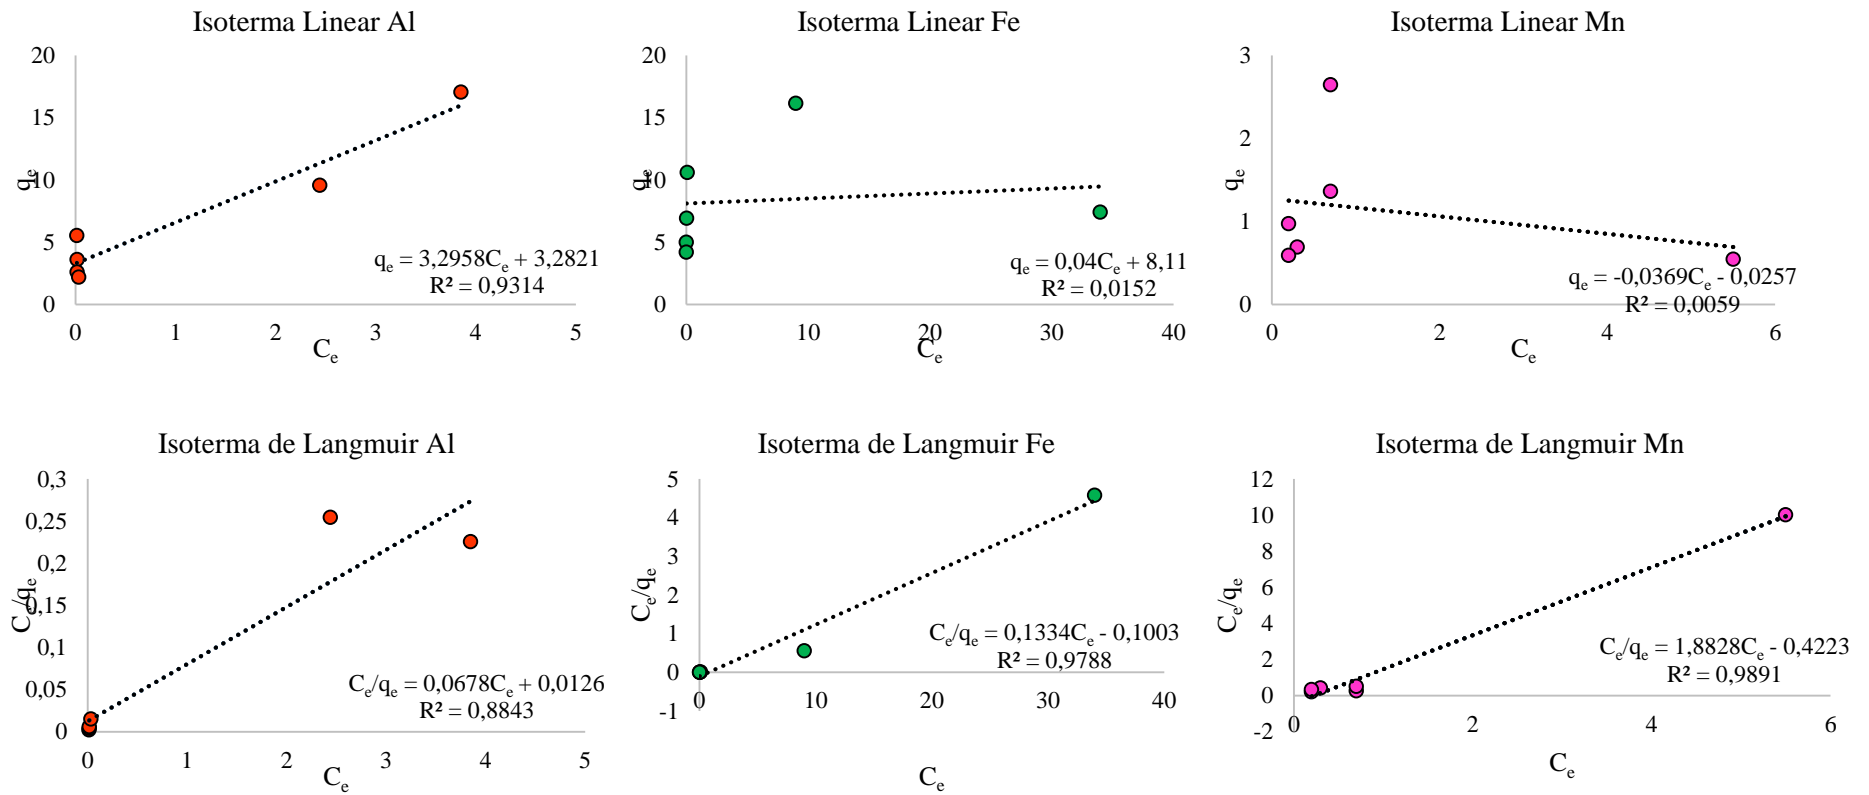 Isoterma Linear Al
20
15
10
5
0
0 1 2 3 4 5
qe
Ce
qe = 3,2958Ce + 3,2821
R² = 0,9314
Isoterma Linear Fe
20
15
10
5
0
0 10 20 30 40
qe
Ce
qe = 0,04Ce + 8,11
R² = 0,0152
Isoterma Linear Mn
3
2
1
0
0 2 4 6
qe
Ce
qe = -0,0369Ce - 0,0257
R² = 0,0059
Isoterma de Langmuir Al
0,3
0,25
0,2
0,15
0,1
0,05
0
0 1 2 3 4 5
Ce/qe
Ce
Ce/qe = 0,0678Ce + 0,0126
R² = 0,8843
Isoterma de Langmuir Fe
5
4
3
2
1
0
-1
0 10 20 30 40
Ce/qe
Ce
Ce/qe = 0,1334Ce - 0,1003
R² = 0,9788
Isoterma de Langmuir Mn
12
10
8
6
4
2
0
-2
0 2 4 6
Ce/qe
Ce
Ce/qe = 1,8828Ce - 0,4223
R² = 0,9891